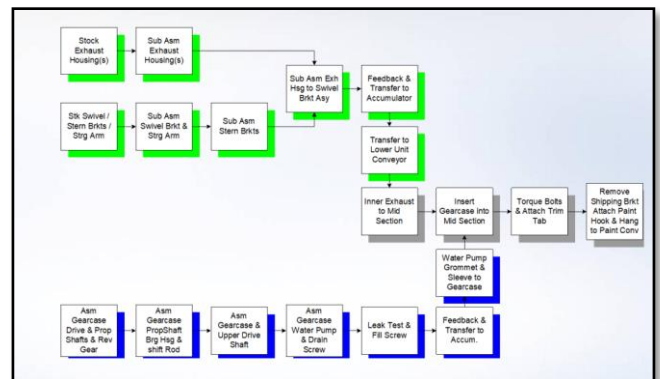 Stock
Exhaust
Housing(s)
Sub Asm
Exhaust
Housing(s)
Sub Asm Exh
Hsg to Swivel
Brkt Asy
Feedback &
Transfer to
Accumulator
Stk Swivel /
Stern Brkts /
Strg Arm
Sub Asm
Swivel Brkt &
Strg Arm
Sub Asm
Stern Brkts
Transfer to
Lower Unit
Conveyor
Inner Exhaust
to Mid
Section
Insert
Gearcase into
Mid Section
Torque Bolts
& Attach Trim
Tab
Remove
Shipping Brkt
Attach Paint
Hook & Hang
to Paint Conv
Water Pump
Grommet &
Sleeve to
Gearcase
Asm
Gearcase
Drive & Prop
Shafts & Rev
Gear
Asm
Gearcase
PropShaft
Brg Hsg &
shift Rod
Asm
Gearcase &
Upper Drive
Shaft
Asm
Gearcase
Water Pump
& Drain
Screw
Leak Test &
Fill Screw
Feedback &
Transfer to
Accum.